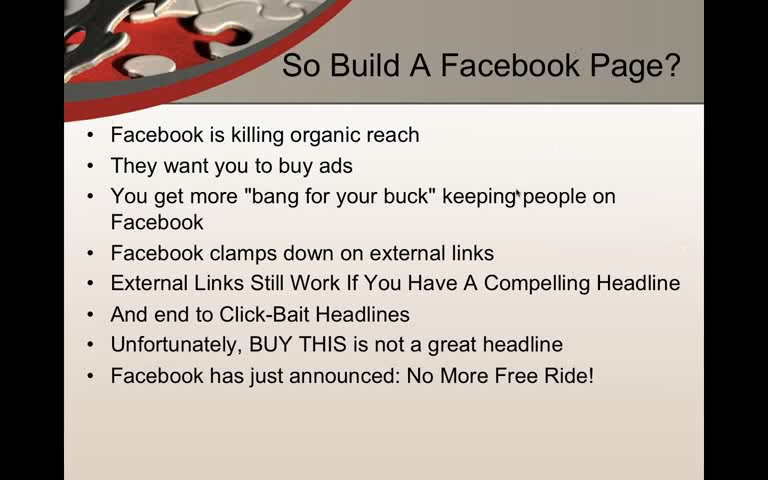 So Build A Facebook Page?
• Facebook is killing organic reach
• They want you to buy ads
• You get more "bang for your buck" keeping people on
Facebook
• Facebook clamps down on external links
• External Links Still Work If You Have A Compelling Headline
• And end to Click-Bait Headlines
• Unfortunately, BUY THIS is not a great headline
• Facebook has just announced: No More Free Ride!